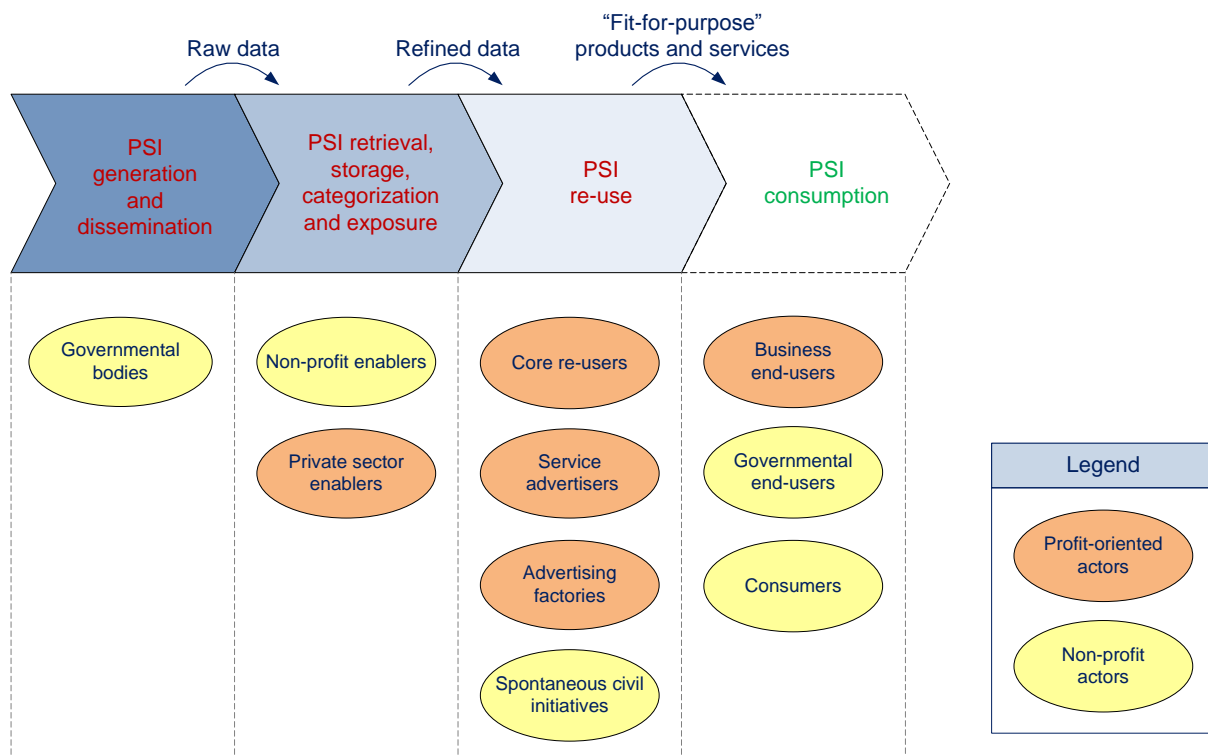 “Fit-for-purpose”
products and services
Raw data
Refined data
PSI
generation
and
dissemination
PSI retrieval,
storage,
categorization
and exposure
PSI
re-use
PSI
consumption
Governmental
bodies
Non-profit enablers
Private sector
enablers
Core re-users
Service
advertisers
Advertising
factories
Spontaneous civil
initiatives
Business
end-users
Governmental
end-users
Consumers
Legend
Profit-oriented
actors
Non-profit
actors